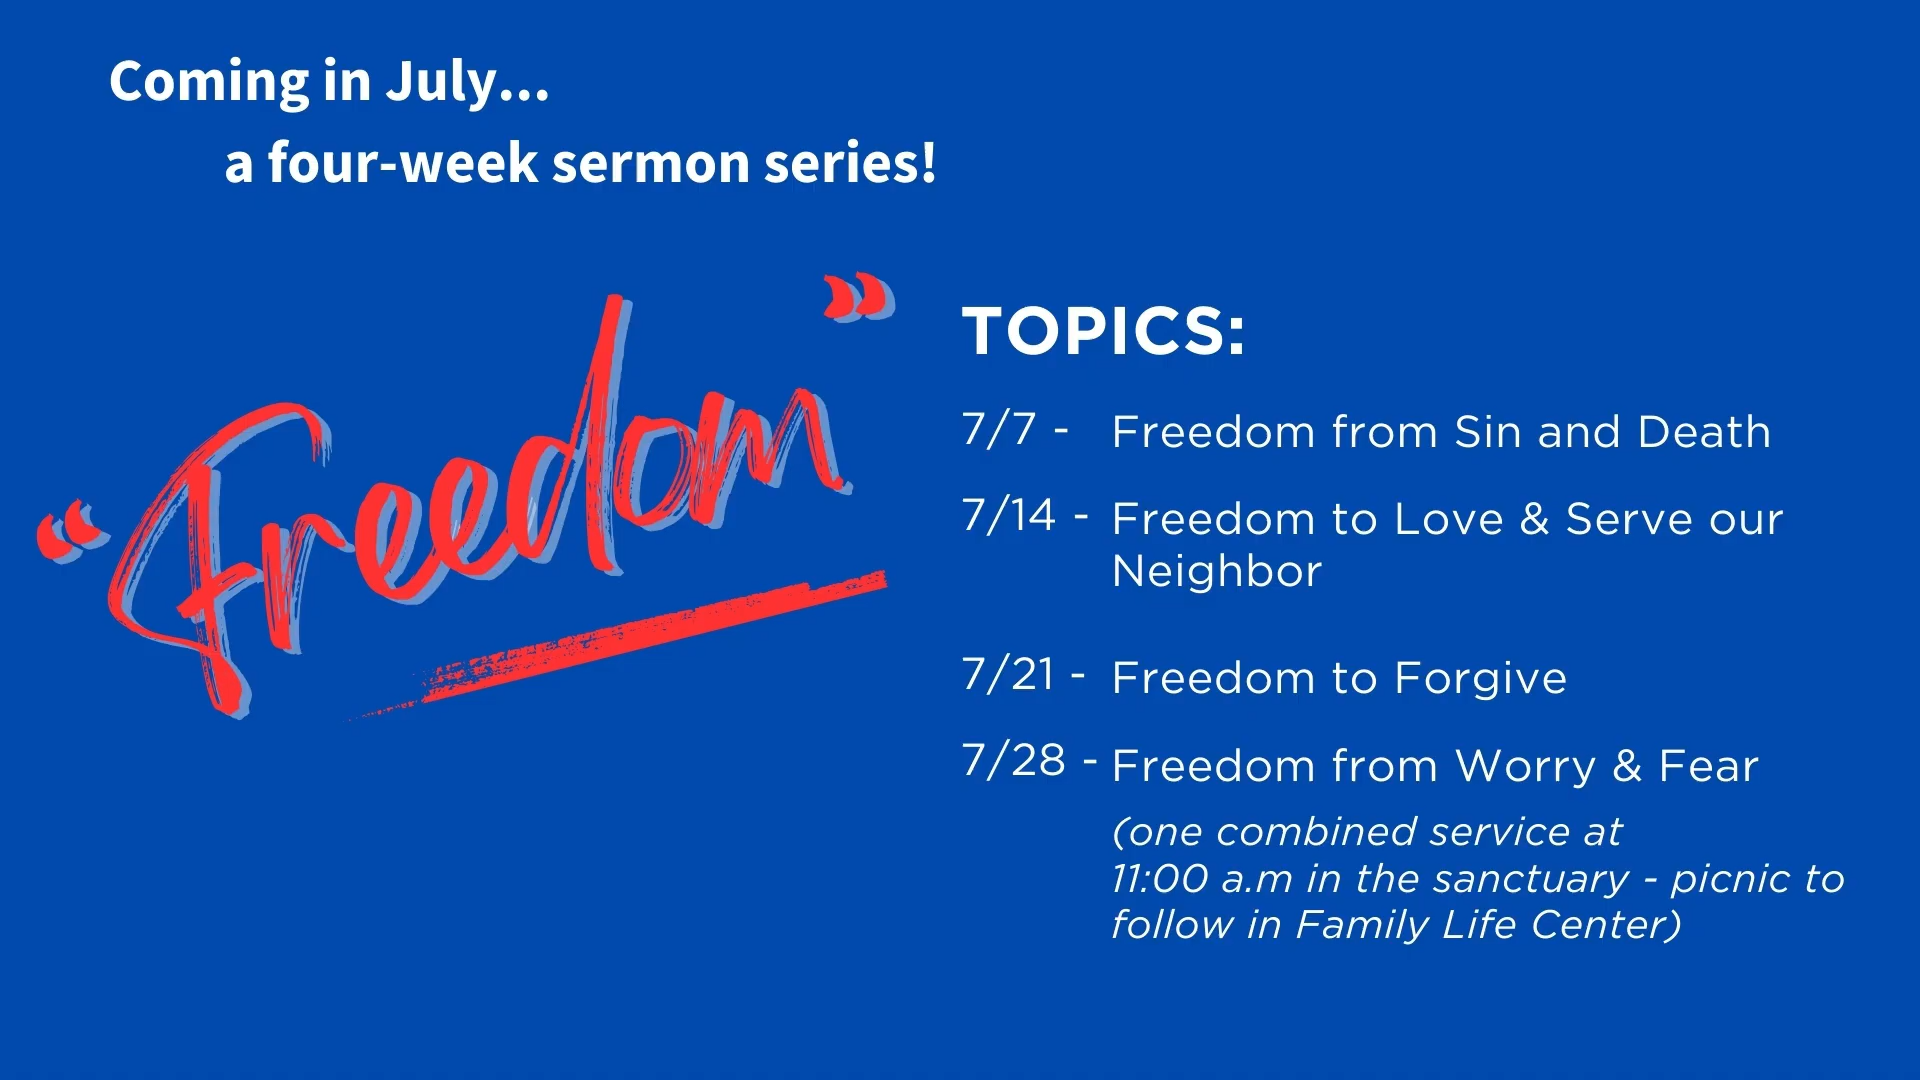 Coming in July...
a four-week sermon series!
“Freedom”
TOPICS:
7/7 - Freedom from Sin and Death
7/14 - Freedom to Love & Serve our
Neighbor
7/21 - Freedom to Forgive
7/28 - Freedom from Worry & Fear
(one combined service at
11:00 a.m in the sanctuary - picnic to
follow in Family Life Center)